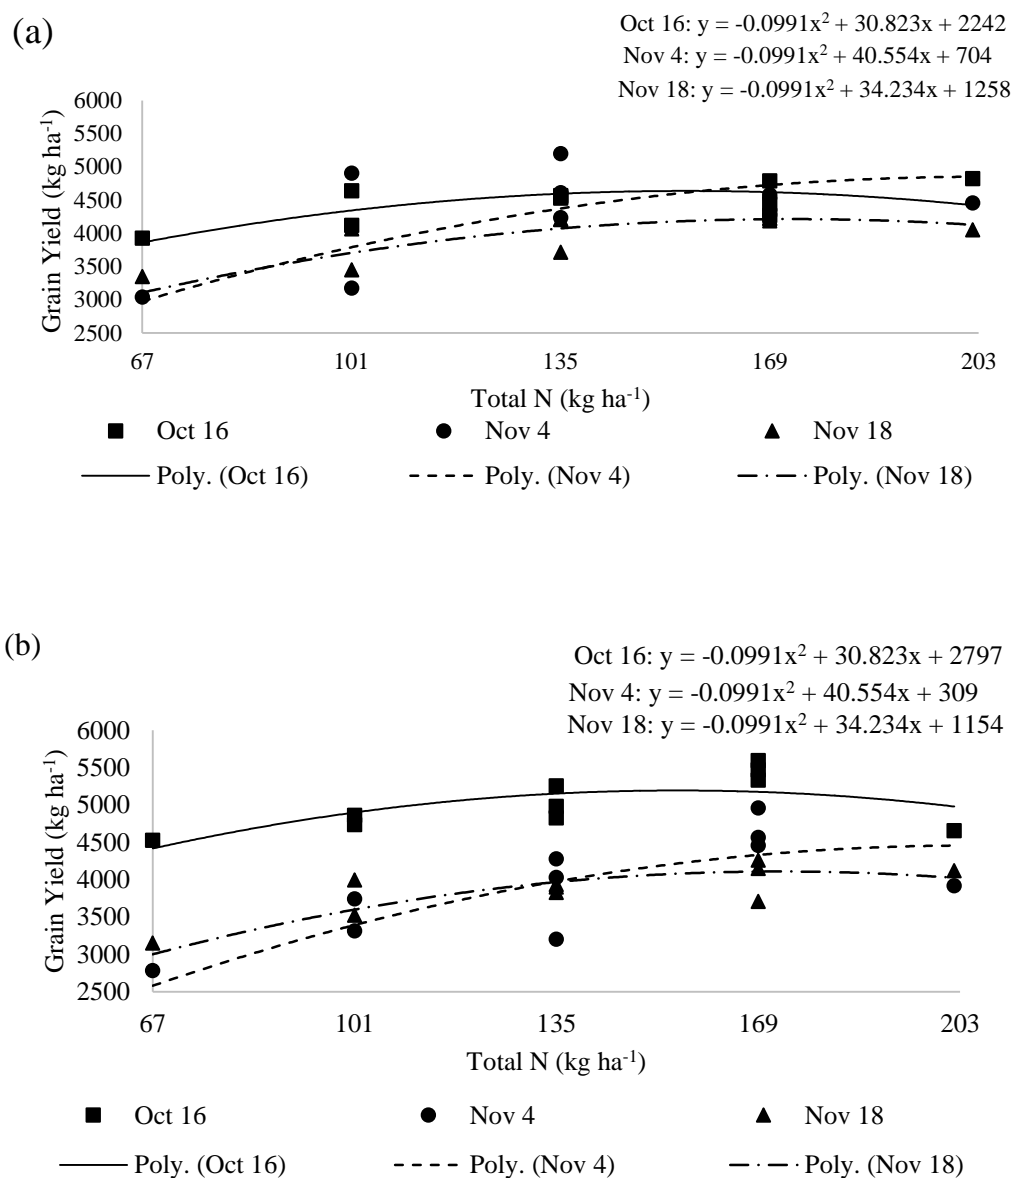 (a)
Oct 16: y = -0.0991x² + 30.823x + 2242
Nov 4: y = -0.0991x² + 40.554x + 704
Nov 18: y = -0.0991x² + 34.234x + 1258
Grain Yield (kg ha⁻¹)
6000
5500
5000
4500
4000
3500
3000
2500
67 101 135 169 203
Total N (kg ha⁻¹)
Oct 16 Nov 4 Nov 18
Poly. (Oct 16) Poly. (Nov 4) Poly. (Nov 18)
(b)
Oct 16: y = -0.0991x² + 30.823x + 2797
Nov 4: y = -0.0991x² + 40.554x + 309
Nov 18: y = -0.0991x² + 34.234x + 1154
Grain Yield (kg ha⁻¹)
6000
5500
5000
4500
4000
3500
3000
2500
67 101 135 169 203
Total N (kg ha⁻¹)
Oct 16 Nov 4 Nov 18
Poly. (Oct 16) Poly. (Nov 4) Poly. (Nov 18)